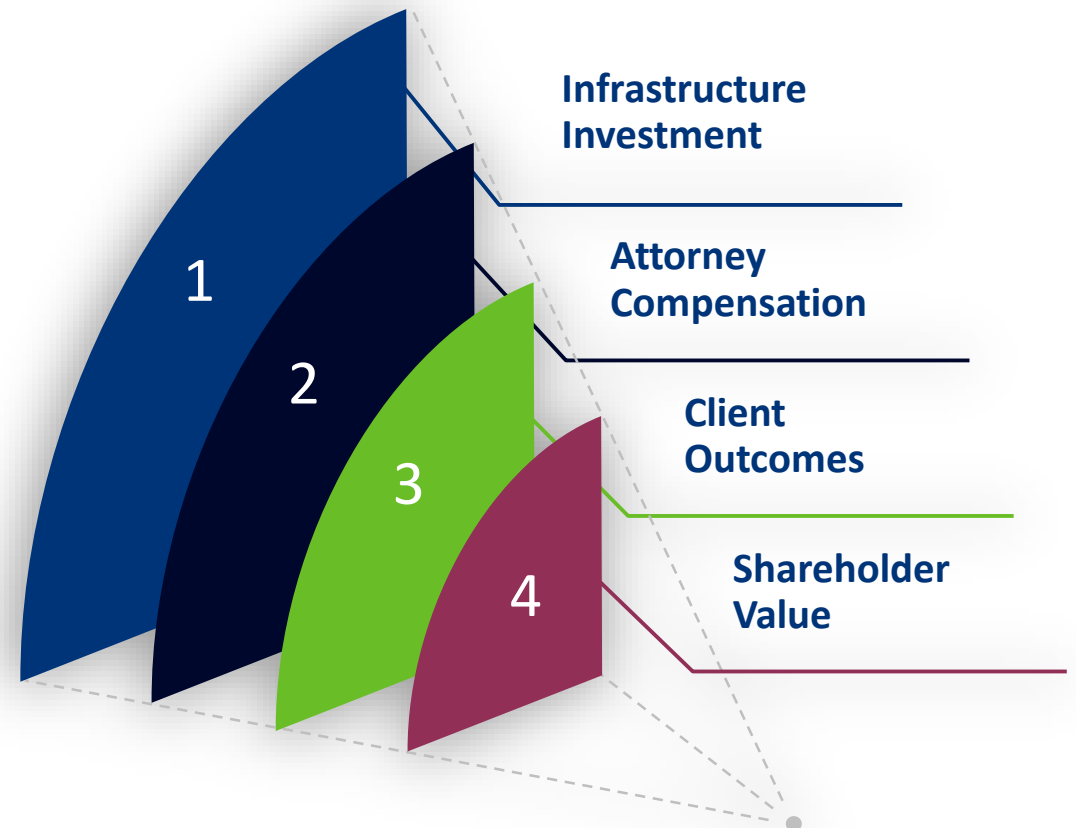 Infrastructure
Investment
1
Attorney
Compensation
2
Client
Outcomes
3
Shareholder
Value
4